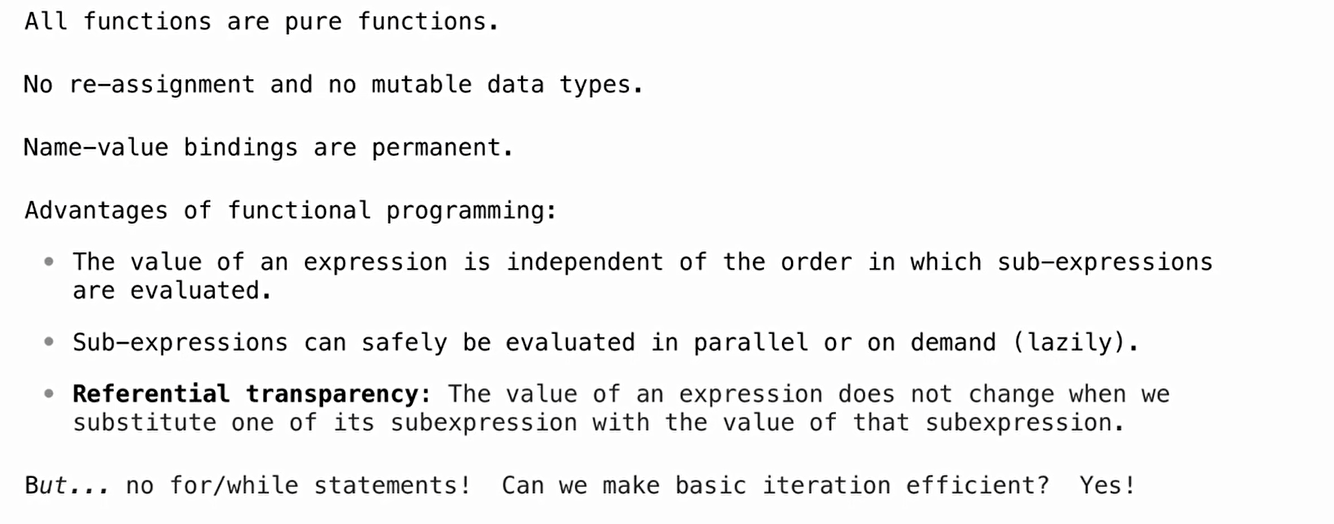 All functions are pure functions.
No re-assignment and no mutable data types.
Name-value bindings are permanent.
Advantages of functional programming:
• The value of an expression is independent of the order in which sub-expressions
are evaluated.
• Sub-expressions can safely be evaluated in parallel or on demand (lazily).
• Referential transparency: The value of an expression does not change when we
substitute one of its subexpression with the value of that subexpression.
But... no for/while statements!  Can we make basic iteration efficient?  Yes!